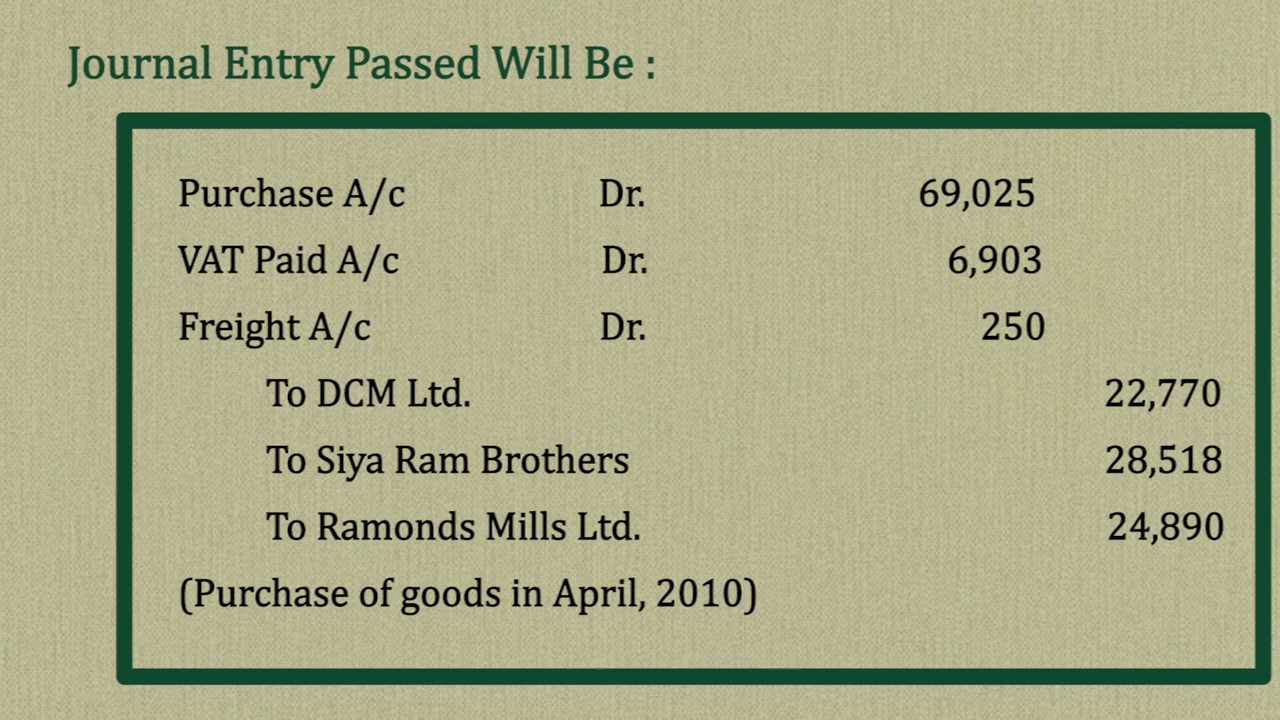 Journal Entry Passed Will Be :
Purchase A/c Dr. 69,025
VAT Paid A/c Dr. 6,903
Freight A/c Dr. 250
To DCM Ltd. 22,770
To Siya Ram Brothers 28,518
To Ramonds Mills Ltd. 24,890
(Purchase of goods in April, 2010)